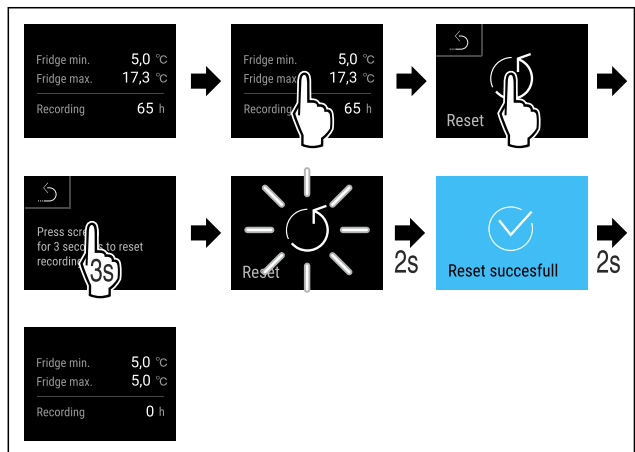 Fridge min. 5,0 °C
Fridge max. 17,3 °C
Recording 65 h
Fridge min. 5,0 °C
Fridge max 17,3 °C
Recording 65 h
Reset
Press scre
for 3 seconds to reset
recording
3s
Reset
2s
Reset succesfull
2s
Fridge min. 5,0 °C
Fridge max. 5,0 °C
Recording 0 h